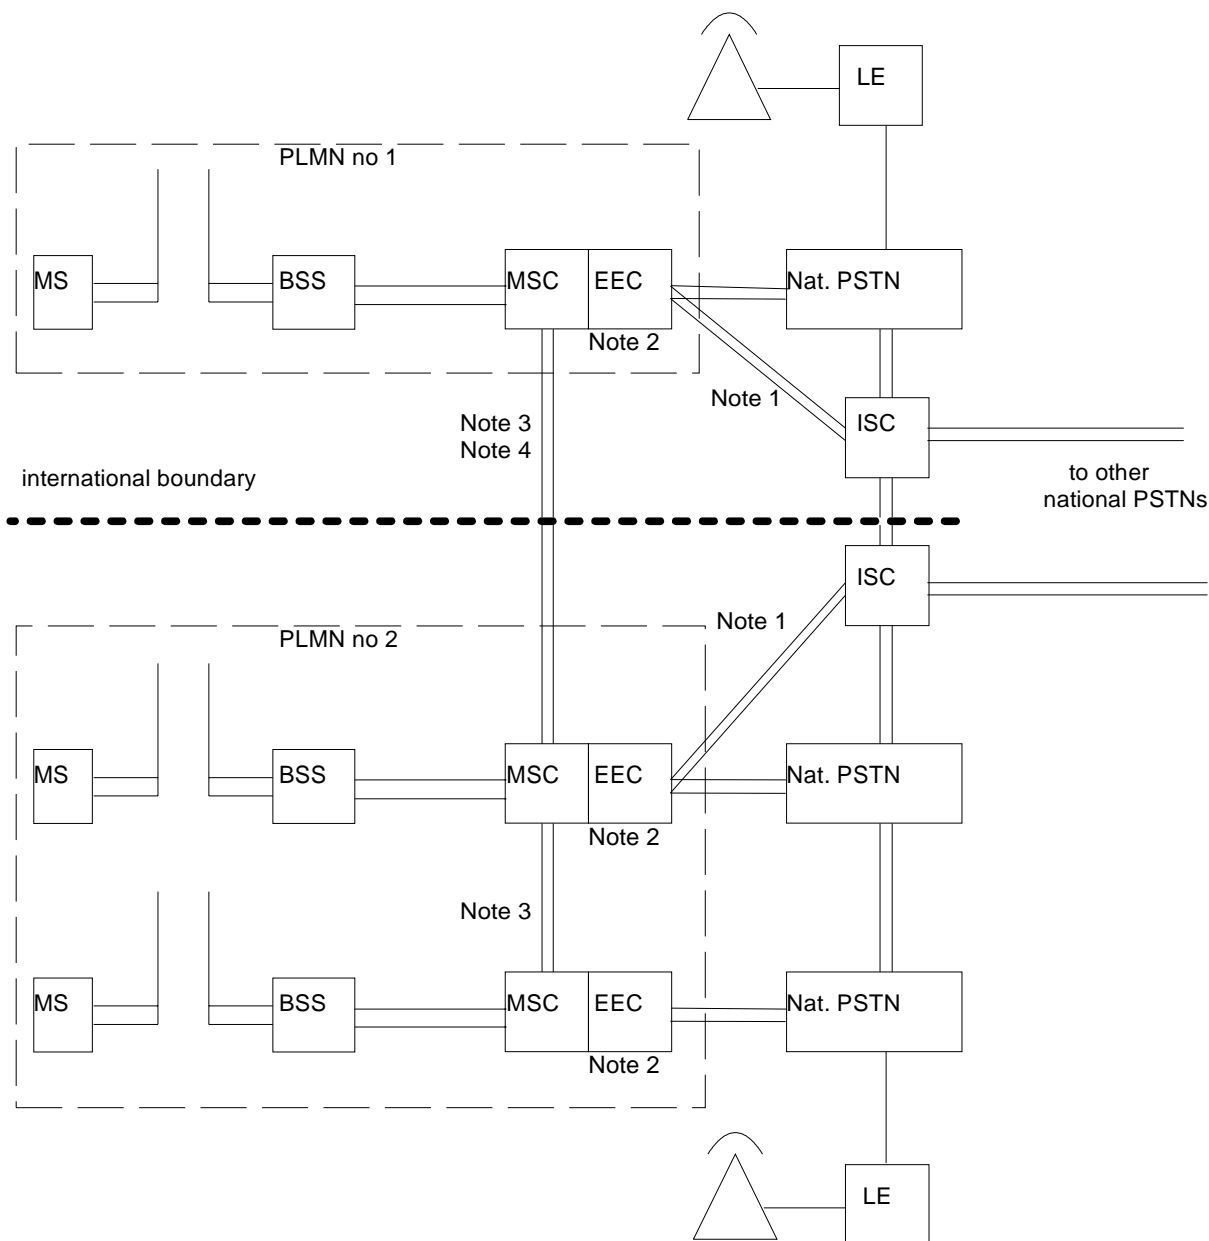 LE
PLMN no 1
MS
BSS
MSC
EEC
Nat. PSTN
Note 2
Note 1
Note 3
Note 4
ISC
international boundary
to other
national PSTNs
ISC
Note 1
PLMN no 2
MS
BSS
MSC
EEC
Nat. PSTN
Note 2
Note 3
MS
BSS
MSC
EEC
Nat. PSTN
Note 2
LE